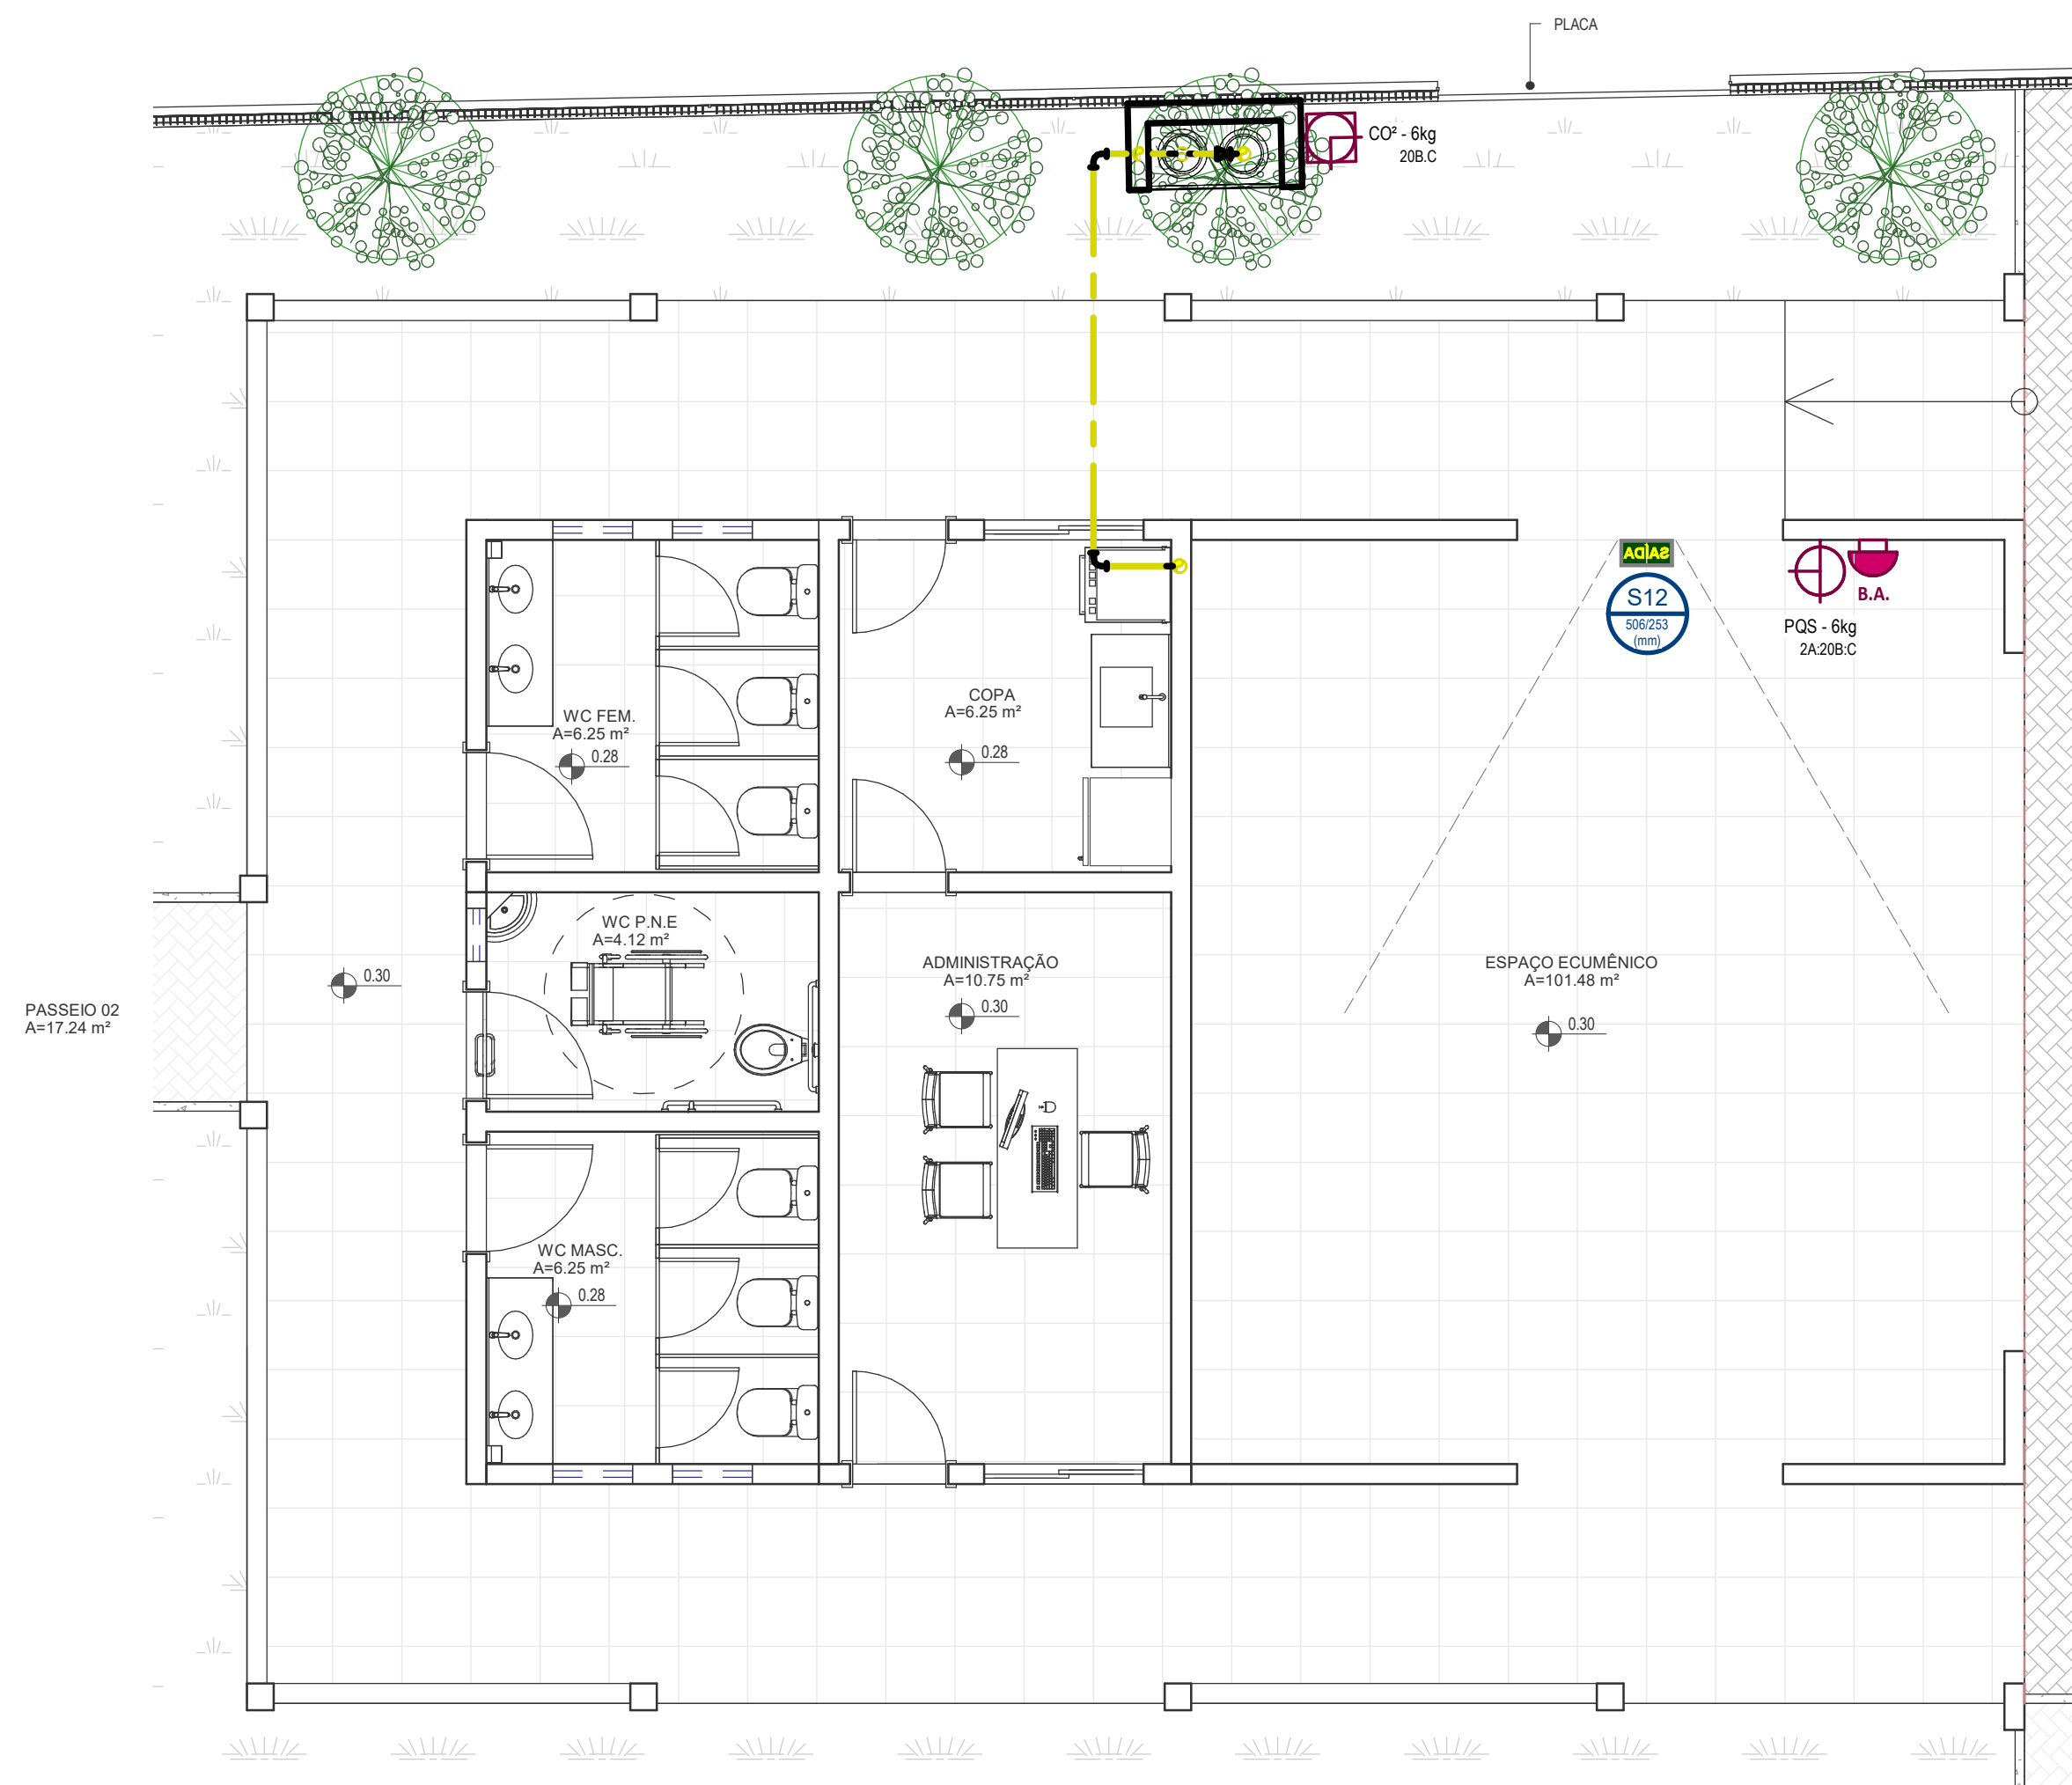 PLACA
CO² - 6kg
20B.C
SAÍDA
S12
506/253
(mm)
B.A.
PQS - 6kg
2A:20B:C
COPA
A=6.25 m²
0.28
WC FEM.
A=6.25 m²
0.28
WC P.N.E
A=4.12 m²
0.30
PASSEIO 02
A=17.24 m²
ADMINISTRAÇÃO
A=10.75 m²
0.30
ESPAÇO ECUMÊNICO
A=101.48 m²
0.30
WC MASC.
A=6.25 m²
0.28